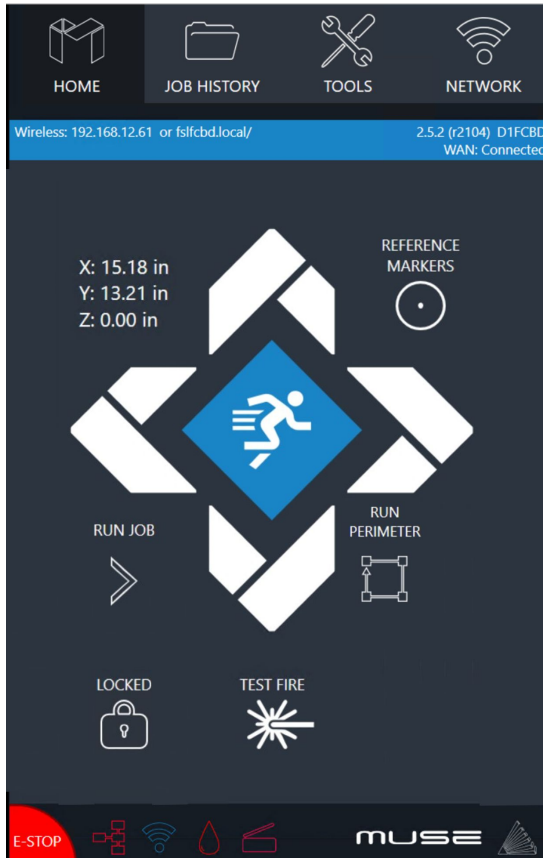 HOME
JOB HISTORY
TOOLS
NETWORK
Wireless: 192.168.12.61 or fslfcbd.local/
2.5.2 (r2104) D1FCBD
WAN: Connected
X: 15.18 in
Y: 13.21 in
Z: 0.00 in
REFERENCE
MARKERS
RUN JOB
RUN
PERIMETER
LOCKED
TEST FIRE
E-STOP
muse